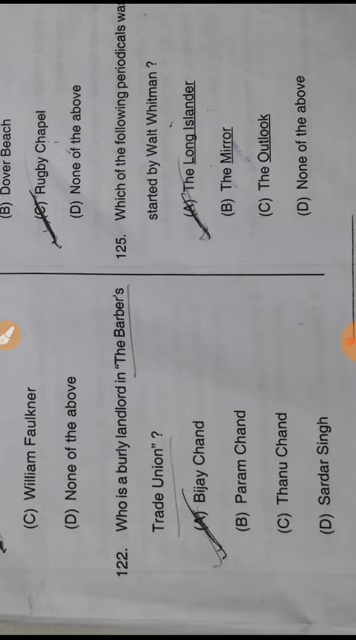 (C) William Faulkner
(D) None of the above
122. Who is a burly landlord in "The Barber's
Trade Union" ?
(A) Bijay Chand
(B) Param Chand
(C) Thanu Chand
(D) Sardar Singh
(B) Dover Beach
(C) Rugby Chapel
(D) None of the above
125. Which of the following periodicals was
started by Walt Whitman ?
(A) The Long Islander
(B) The Mirror
(C) The Outlook
(D) None of the above